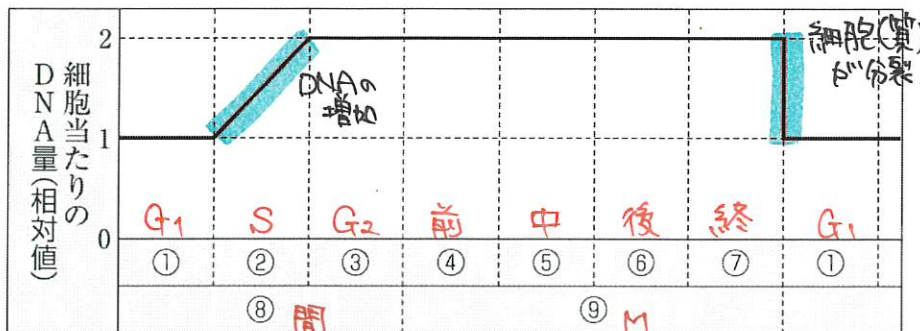 細胞当たりの
DNA量(相対値)
2
1
0
DNAの
増加
細胞(質)
が分裂
G1 S G2 前 中 後 終 G1
① ② ③ ④ ⑤ ⑥ ⑦ ①
⑧ 間 ⑨ M